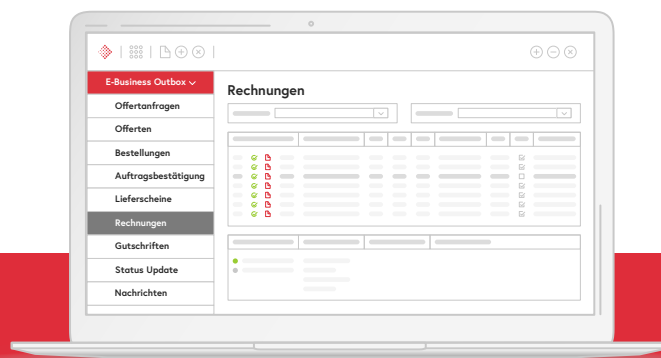 E-Business Outbox
Rechnungen
Offertanfragen
Offerten
Bestellungen
Auftragsbestätigung
Lieferscheine
Rechnungen
Gutschriften
Status Update
Nachrichten